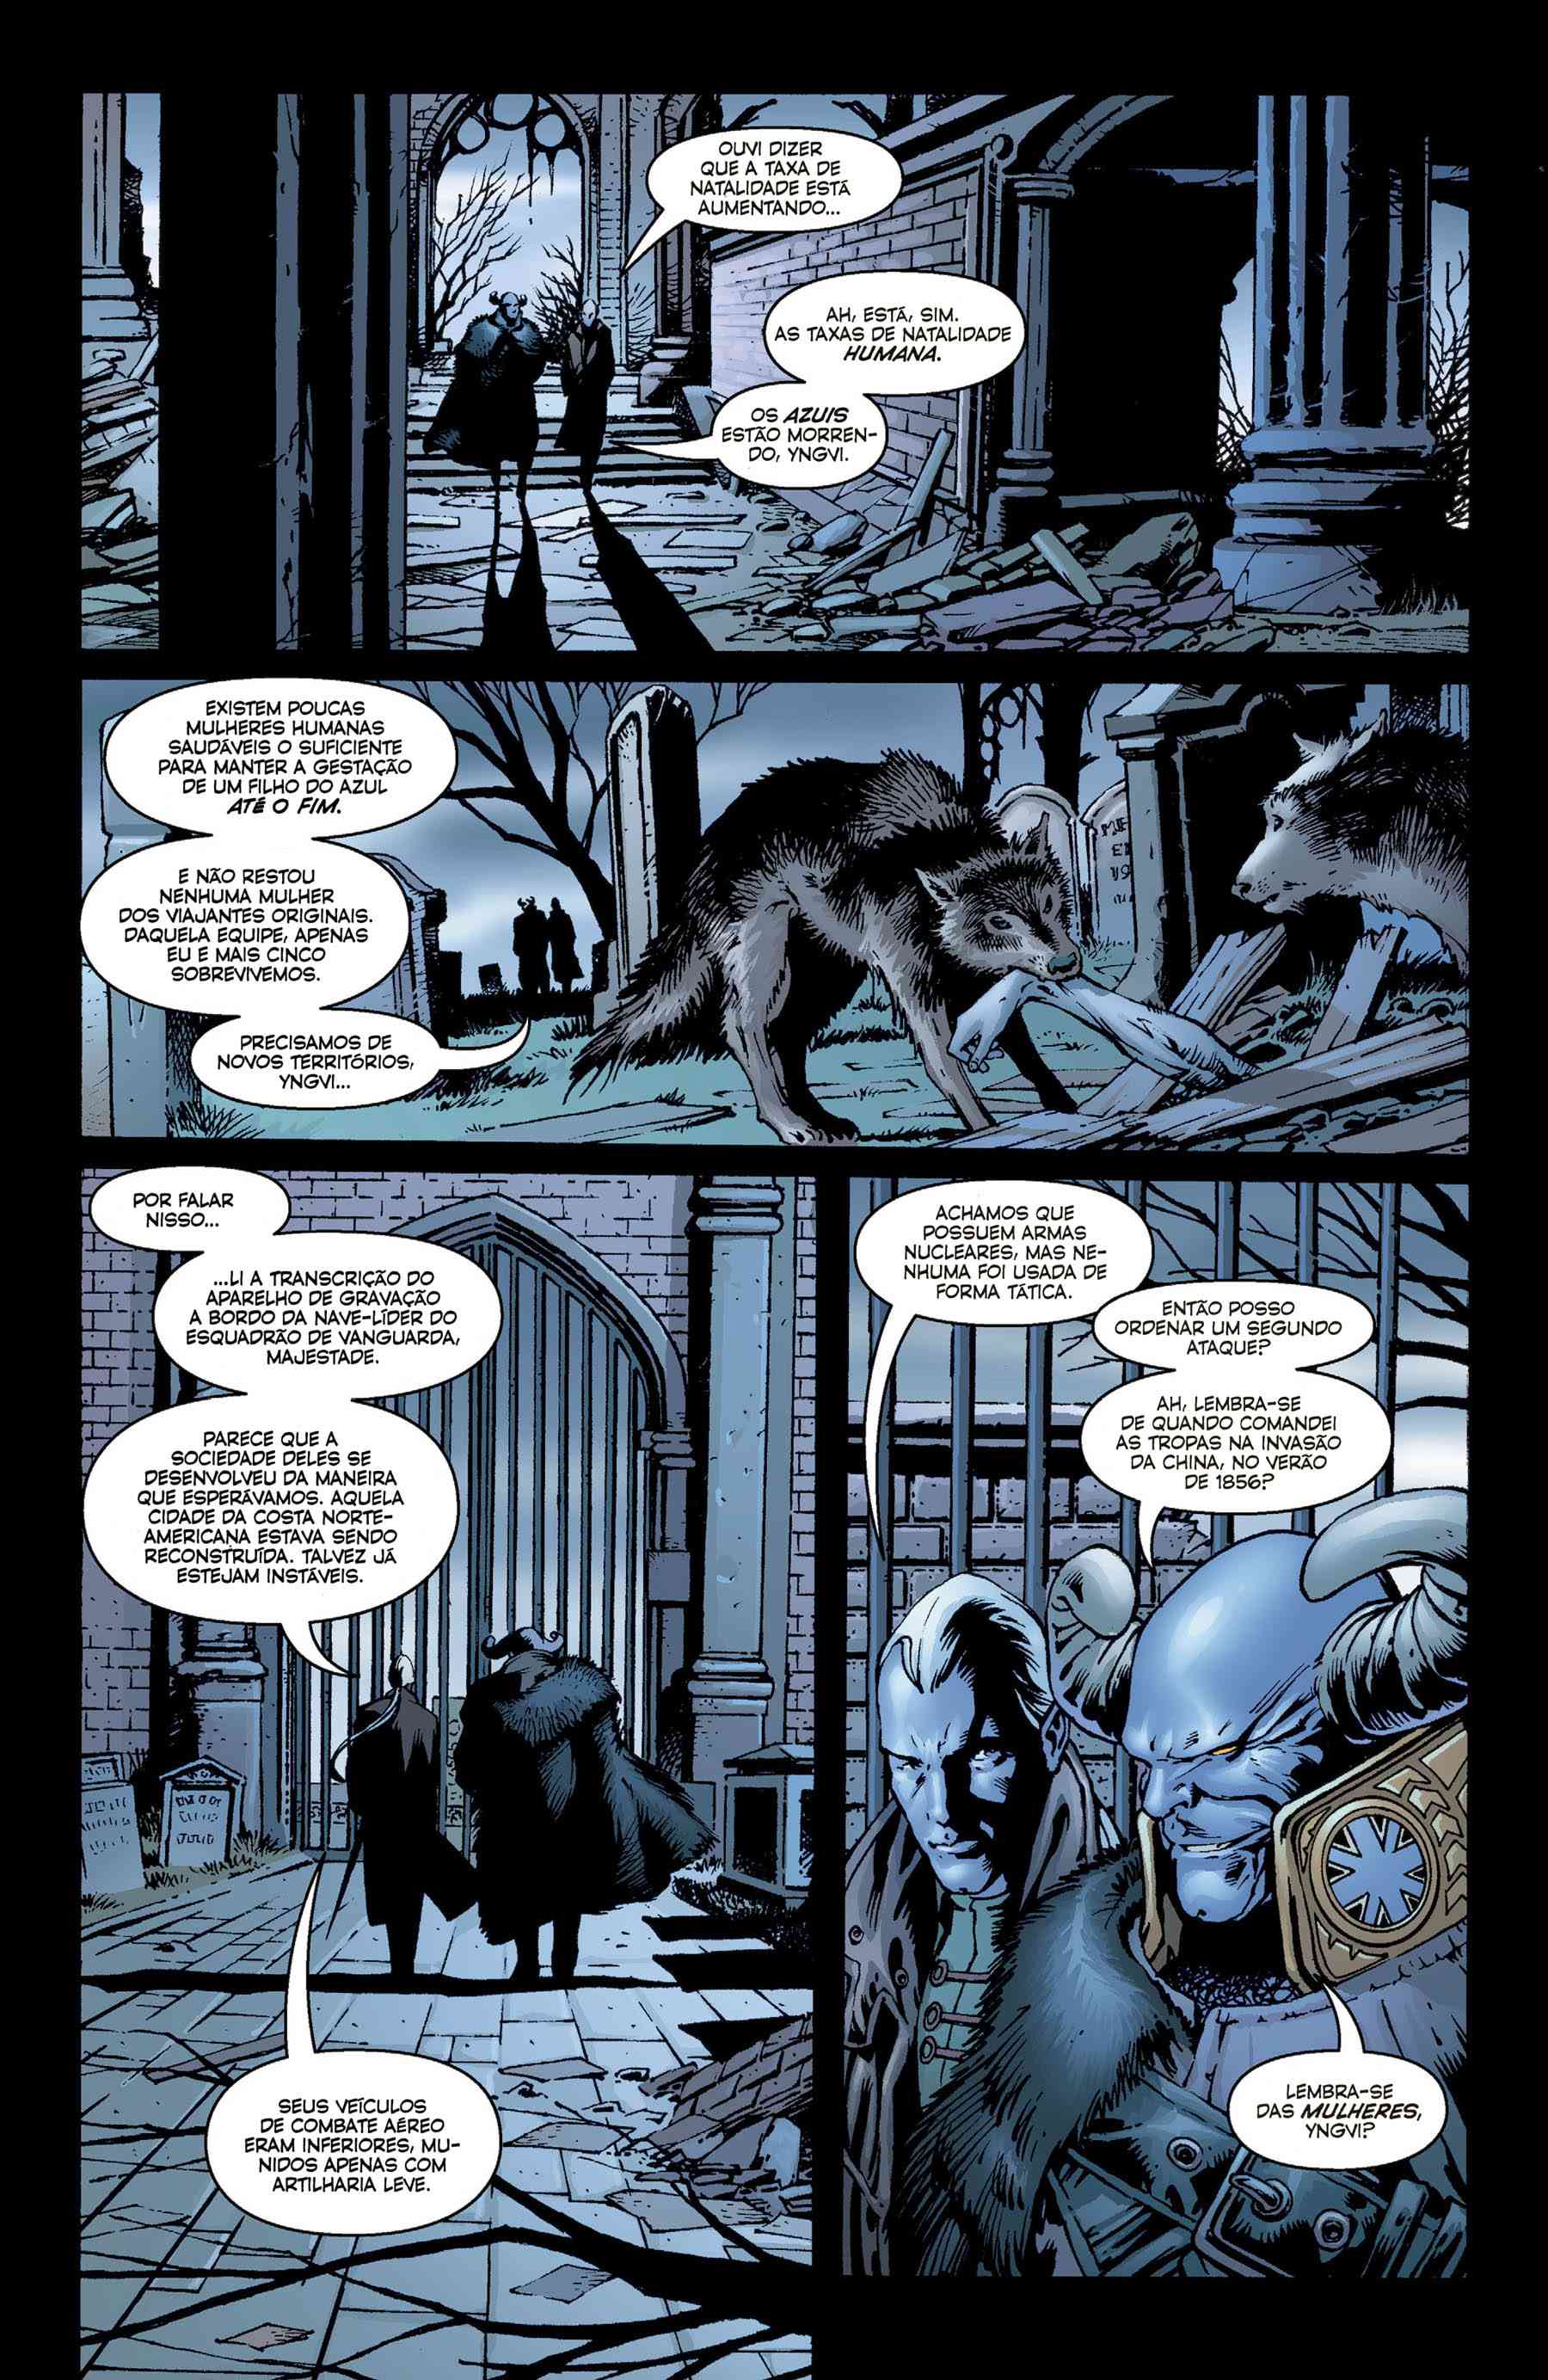 OUVI DIZER
QUE A TAXA DE
NATALIDADE ESTÁ
AUMENTANDO...
AH, ESTÁ, SIM.
AS TAXAS DE NATALIDADE
HUMANA.
OS AZUIS
ESTÃO MORREN-
DO, YNGVI.
EXISTEM POUCAS
MULHERES HUMANAS
SAUDÁVEIS O SUFICIENTE
PARA MANTER A GESTAÇÃO
DE UM FILHO DO AZUL
ATÉ O FIM.
E NÃO RESTOU
NENHUMA MULHER
DOS VIAJANTES ORIGINAIS.
DAQUELA EQUIPE, APENAS
EU E MAIS CINCO
SOBREVIVEMOS.
PRECISAMOS DE
NOVOS TERRITÓRIOS,
YNGVI...
POR FALAR
NISSO...
...LI A TRANSCRIÇÃO DO
APARELHO DE GRAVAÇÃO
A BORDO DA NAVE-LÍDER DO
ESQUADRÃO DE VANGUARDA,
MAJESTADE.
PARECE QUE A
SOCIEDADE DELES SE
DESENVOLVEU DA MANEIRA
QUE ESPERÁVAMOS. AQUELA
CIDADE DA COSTA NORTE-
AMERICANA ESTAVA SENDO
RECONSTRUÍDA. TALVEZ JÁ
ESTEJAM INSTÁVEIS.
SEUS VEÍCULOS
DE COMBATE AÉREO
ERAM INFERIORES, MU-
NIDOS APENAS COM
ARTILHARIA LEVE.
ACHAMOS QUE
POSSUEM ARMAS
NUCLEARES, MAS NE-
NHUMA FOI USADA DE
FORMA TÁTICA.
ENTÃO POSSO
ORDENAR UM SEGUNDO
ATAQUE?
AH, LEMBRA-SE
DE QUANDO COMANDEI
AS TROPAS NA INVASÃO
DA CHINA, NO VERÃO
DE 1856?
LEMBRA-SE
DAS MULHERES,
YNGVI?